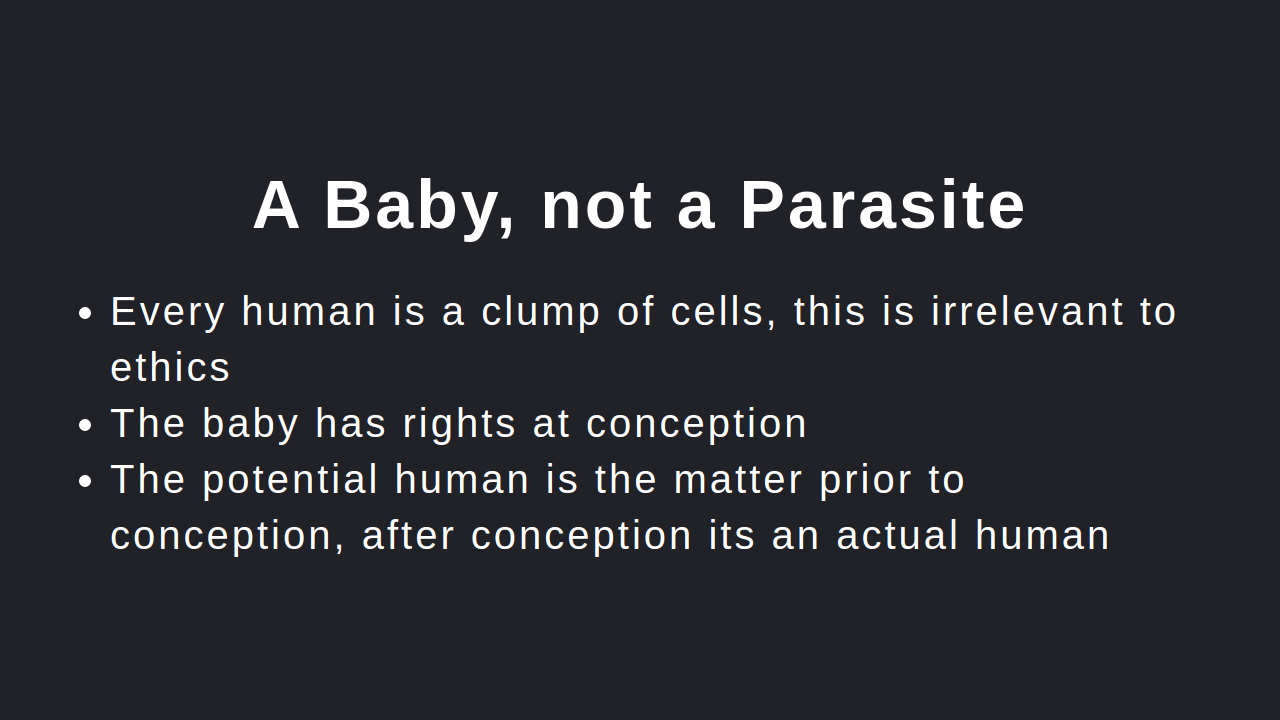 A Baby, not a Parasite
Every human is a clump of cells, this is irrelevant to
ethics
The baby has rights at conception
The potential human is the matter prior to
conception, after conception its an actual human